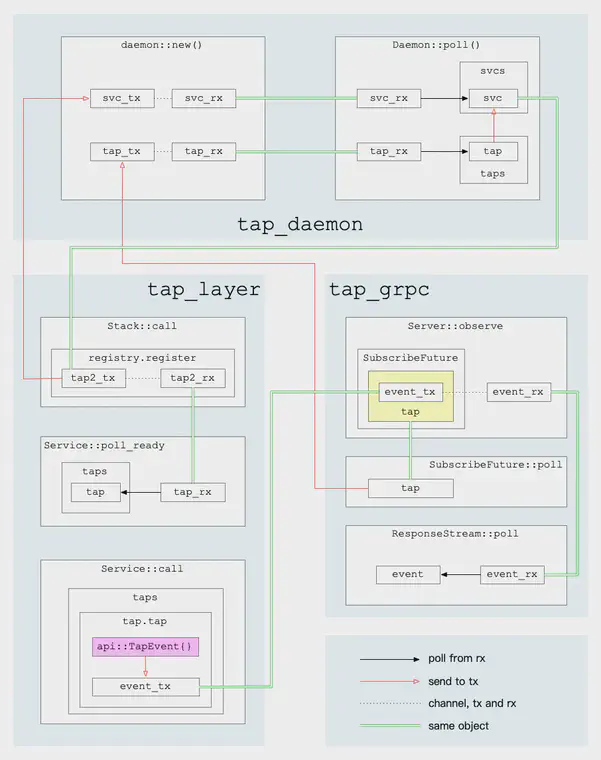 daemon::new()
Daemon::poll()
svcs
svc_tx
svc_rx
svc_rx
svc
tap_tx
tap_rx
tap_rx
tap
taps
tap_daemon
tap_layer
tap_grpc
Stack::call
registry.register
tap2_tx
tap2_rx
Service::poll_ready
taps
tap
tap_rx
Service::call
taps
tap.tap
api::TapEvent{}
event_tx
Server::observe
SubscribeFuture
event_tx
event_rx
tap
SubscribeFuture::poll
tap
ResponseStream::poll
event
event_rx
poll from rx
send to tx
channel, tx and rx
same object